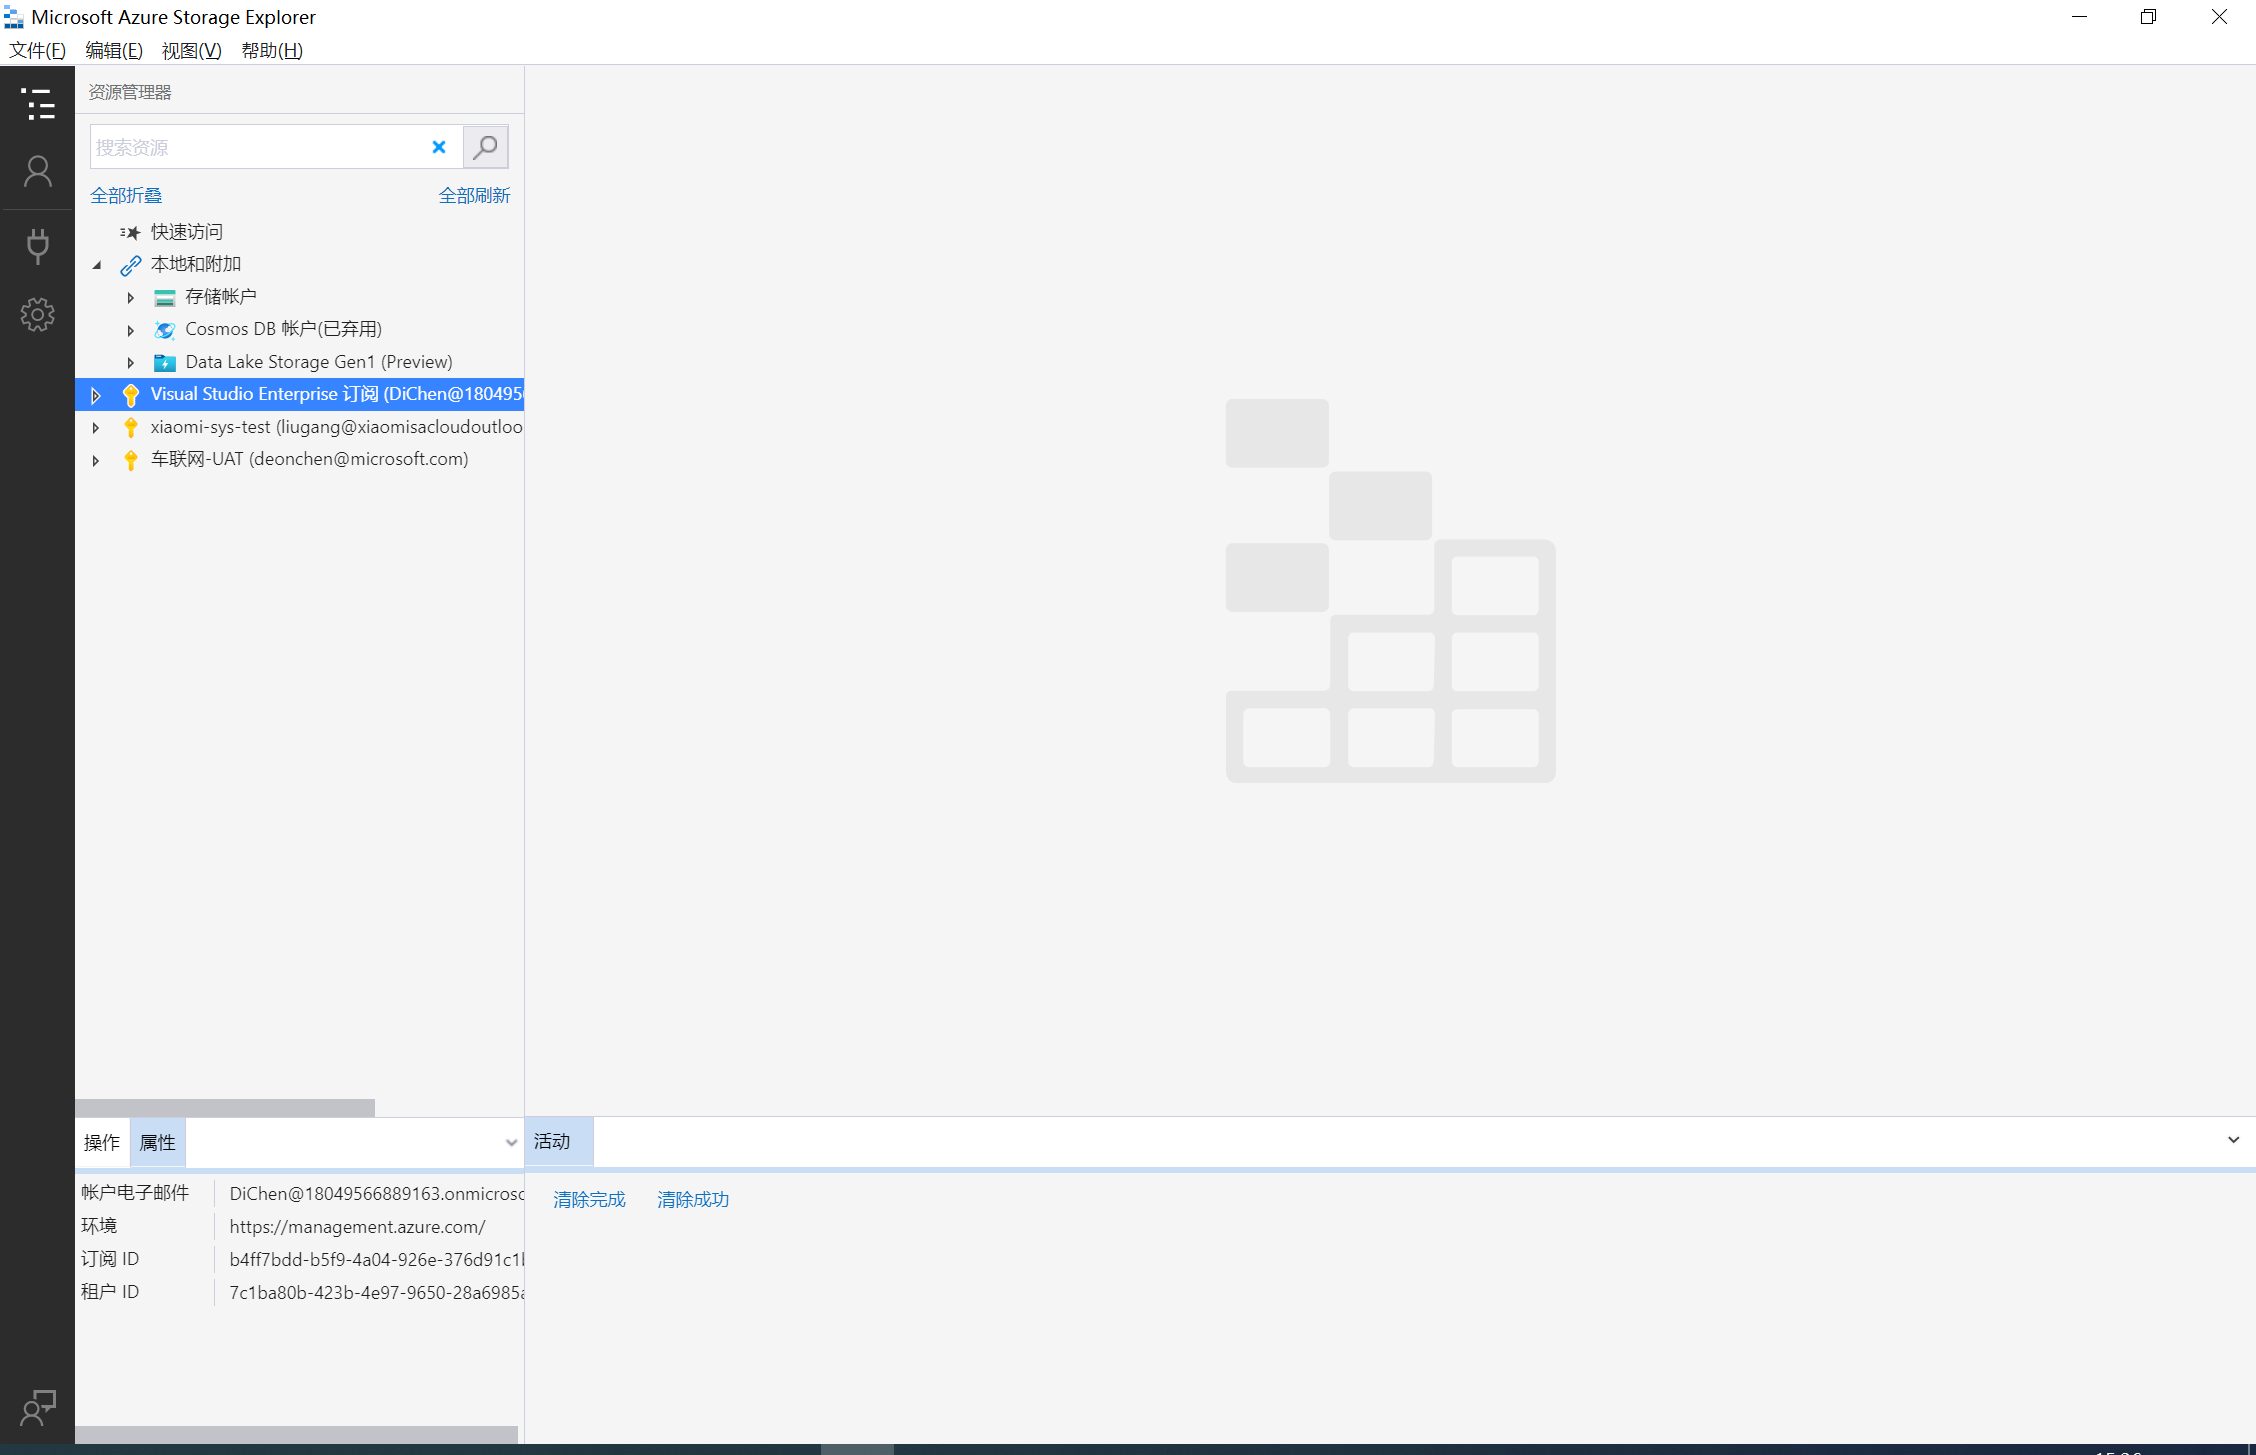 Microsoft Azure Storage Explorer
文件(F) 编辑(E) 视图(V) 帮助(H)
资源管理器
搜索资源
全部折叠 全部刷新
快速访问
本地和附加
存储帐户
Cosmos DB 帐户(已弃用)
Data Lake Storage Gen1 (Preview)
Visual Studio Enterprise 订阅 (DiChen@180495
xiaomi-sys-test (liugang@xiaomisacloudoutloo
车联网-UAT (deonchen@microsoft.com)
操作 属性
帐户电子邮件 DiChen@18049566889163.onmicrosc
环境 https://management.azure.com/
订阅 ID b4ff7bdd-b5f9-4a04-926e-376d91c1
租户 ID 7c1ba80b-423b-4e97-9650-28a6985a
活动
清除完成 清除成功